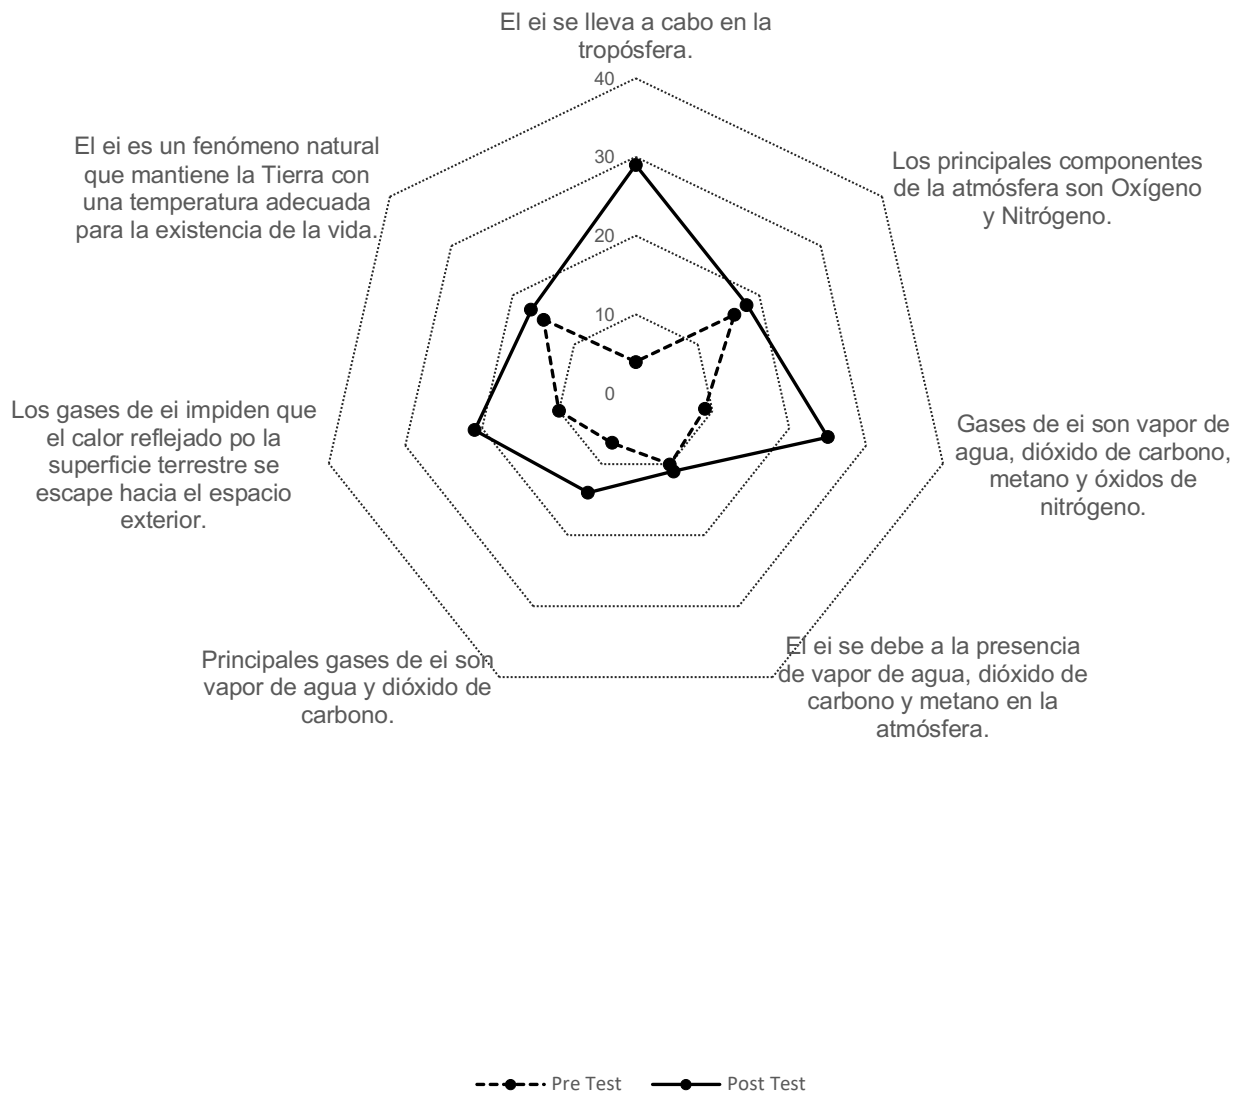 El ei se lleva a cabo en la
tropósfera.
40
30
20
10
0
Los principales componentes
de la atmósfera son Oxígeno
y Nitrógeno.
Gases de ei son vapor de
agua, dióxido de carbono,
metano y óxidos de
nitrógeno.
El ei se debe a la presencia
de vapor de agua, dióxido de
carbono y metano en la
atmósfera.
Principales gases de ei son
vapor de agua y dióxido de
carbono.
Los gases de ei impiden que
el calor reflejado po la
superficie terrestre se
escape hacia el espacio
exterior.
El ei es un fenómeno natural
que mantiene la Tierra con
una temperatura adecuada
para la existencia de la vida.
Pre Test
Post Test